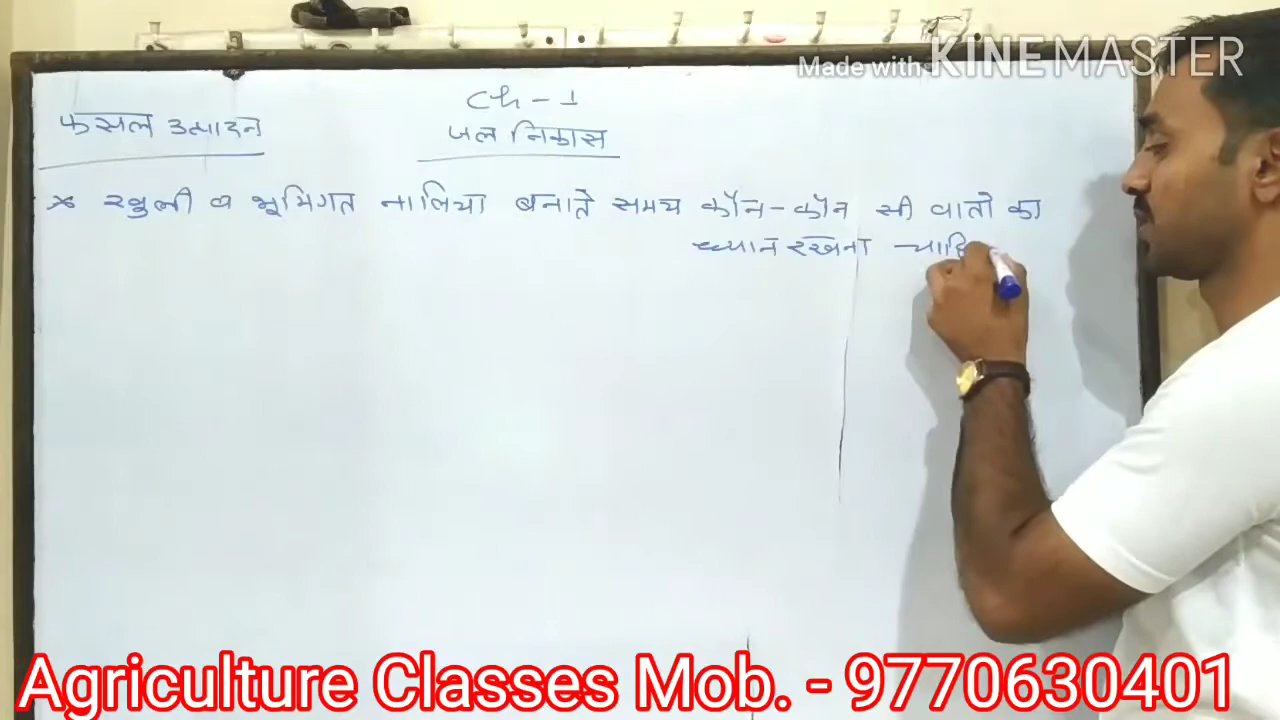 Made with KINEMASTER
Ch - 1
फसल उत्पादन
जल निकास
* खुली व भूमिगत नालिया बनाते समय कौन-कौन सी बातो का
ध्यान रखना चाहि
Agriculture Classes Mob. - 9770630401